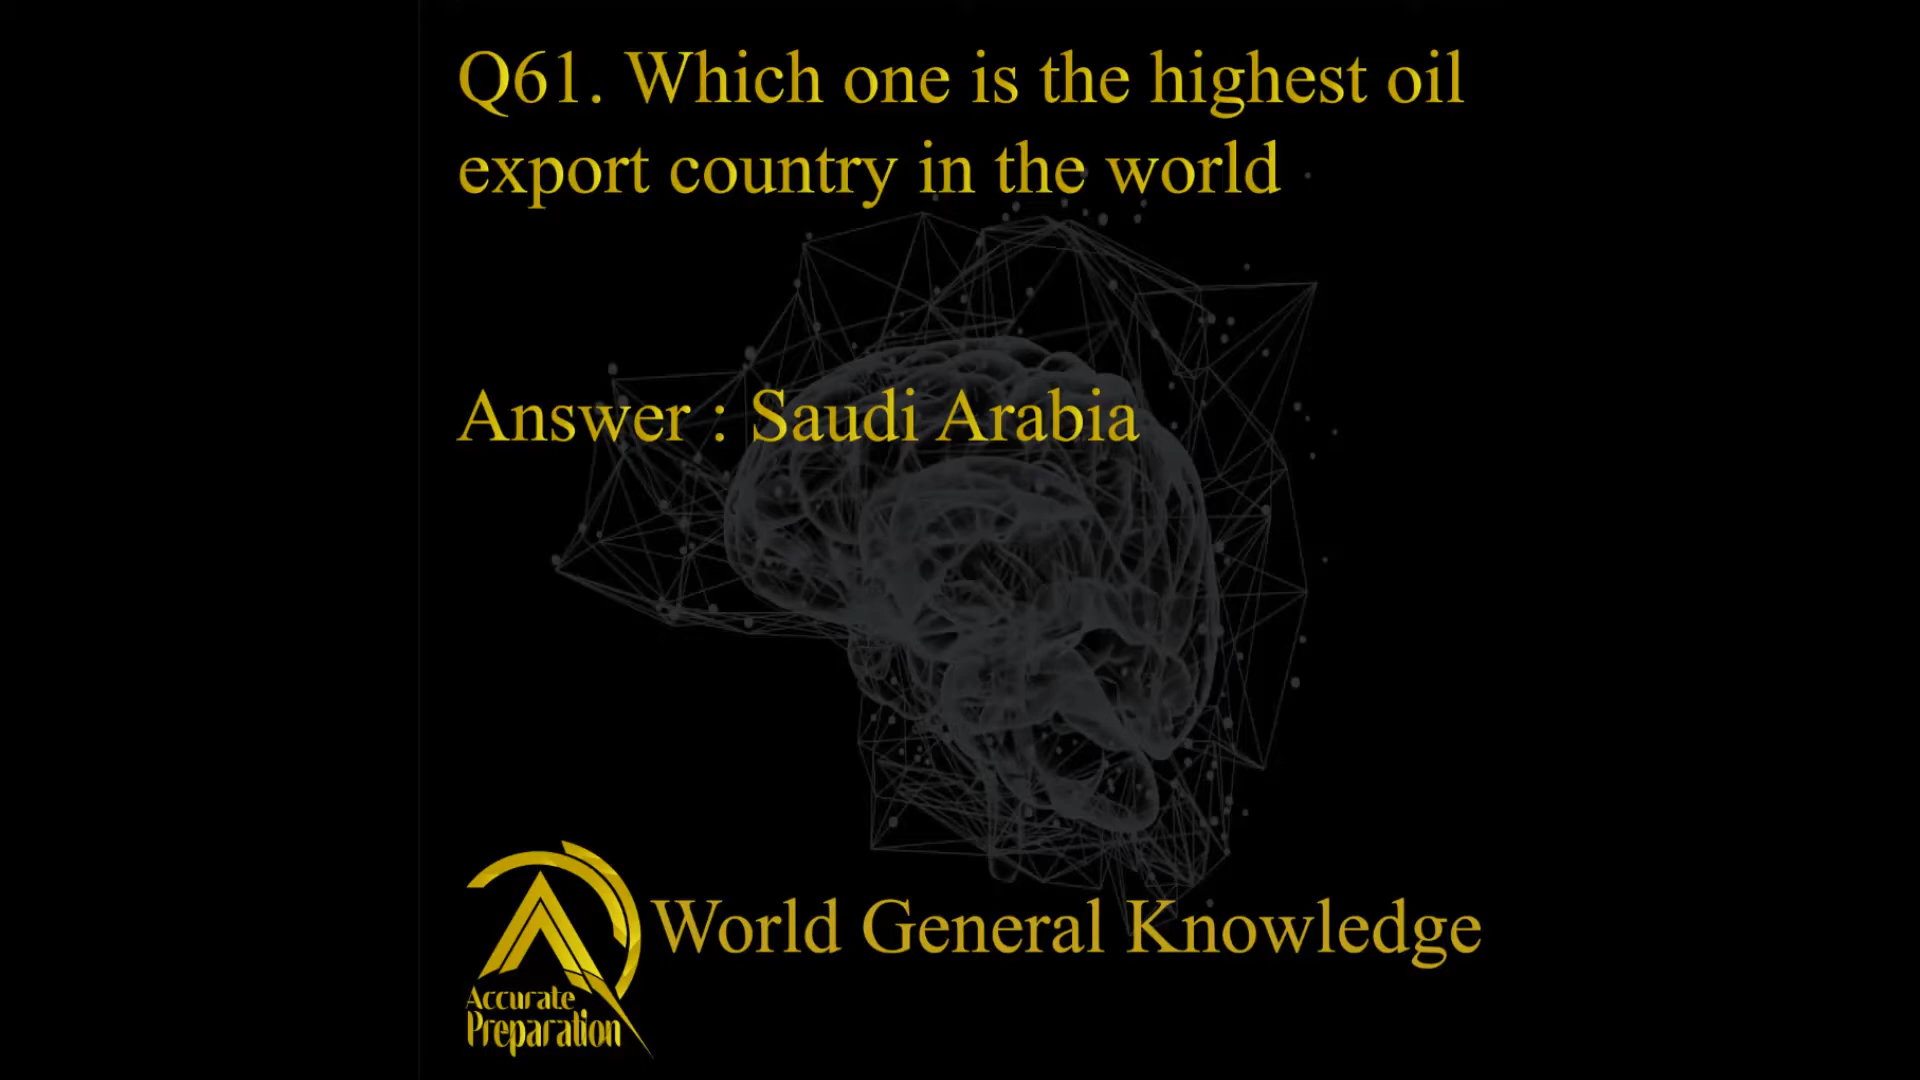 Q61. Which one is the highest oil
export country in the world
Answer : Saudi Arabia
World General Knowledge
Accurate
Preparation